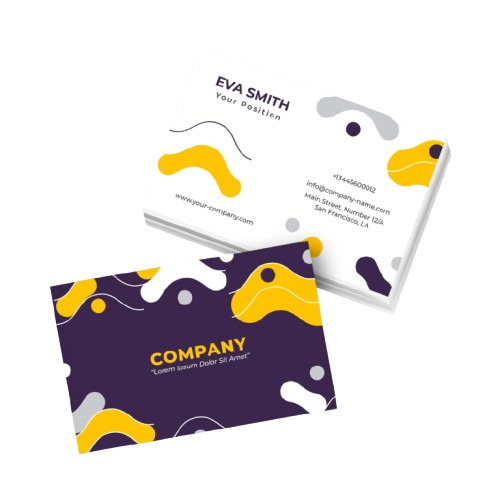 EVA SMITH
Your Position
www.your-company.com
+13445600012
info@company-name.com
Main Street, Number 12/A
San Francisco, LA
COMPANY
"Lorem Ipsum Dolor Sit Amet"